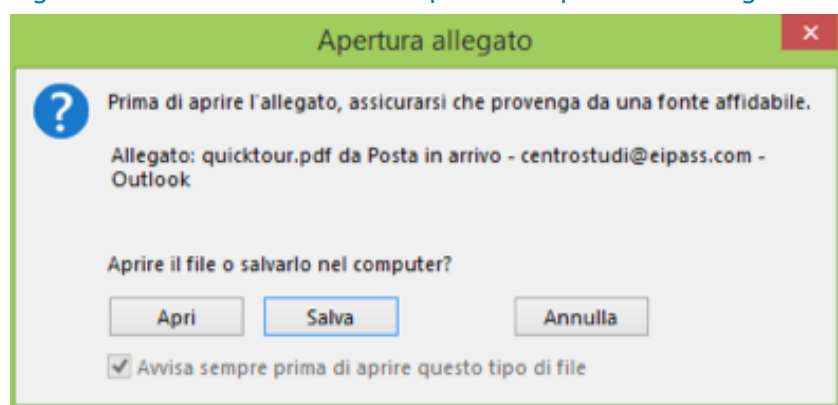 Apertura allegato
Prima di aprire l'allegato, assicurarsi che provenga da una fonte affidabile.
Allegato: quicktour.pdf da Posta in arrivo - centrostudi@eipass.com -
Outlook
Aprire il file o salvarlo nel computer?
Apri Salva Annulla
Avvisa sempre prima di aprire questo tipo di file